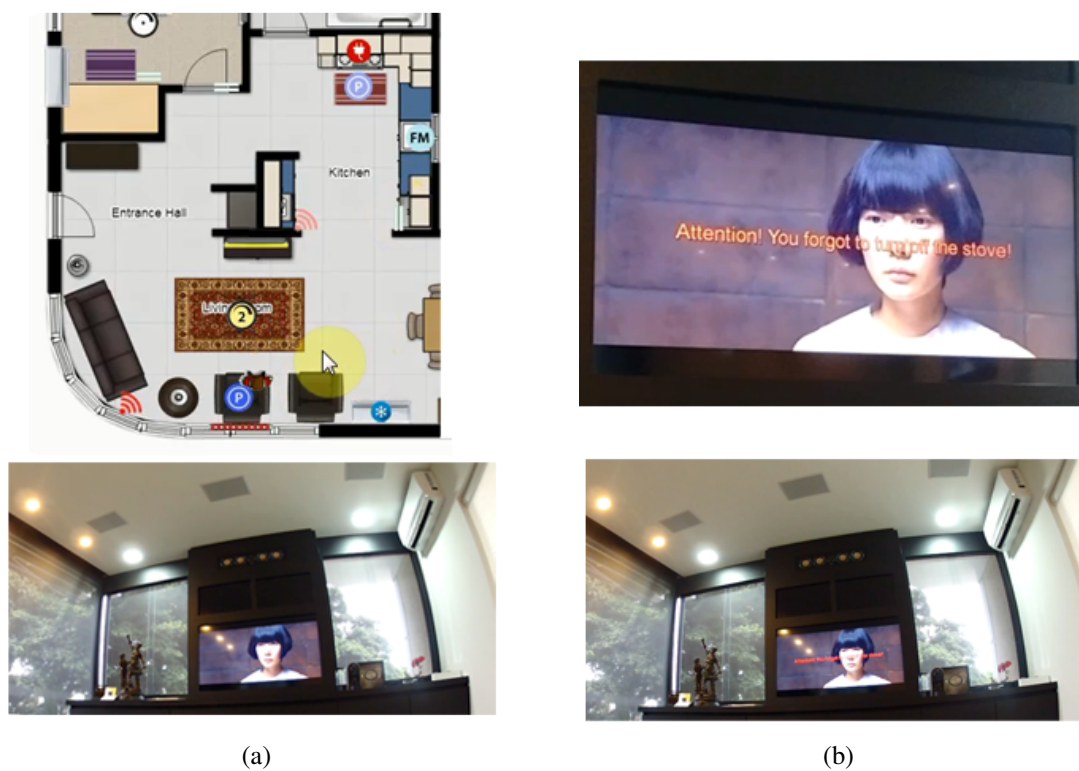 P
FM
Kitchen
Entrance Hall
2
P
Attention! You forgot to turn off the stove!
(a)
(b)